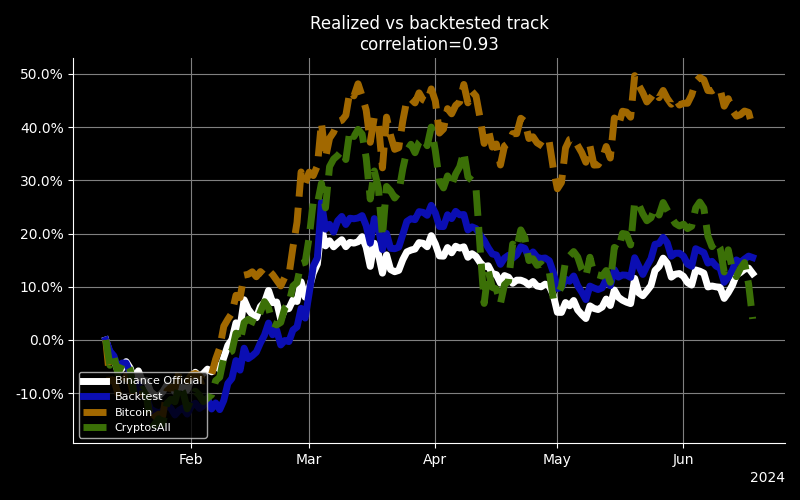 Realized vs backtested track
correlation=0.93
50.0%
40.0%
30.0%
20.0%
10.0%
0.0%
-10.0%
Binance Official
Backtest
Bitcoin
CryptosAll
Feb
Mar
Apr
May
Jun
2024